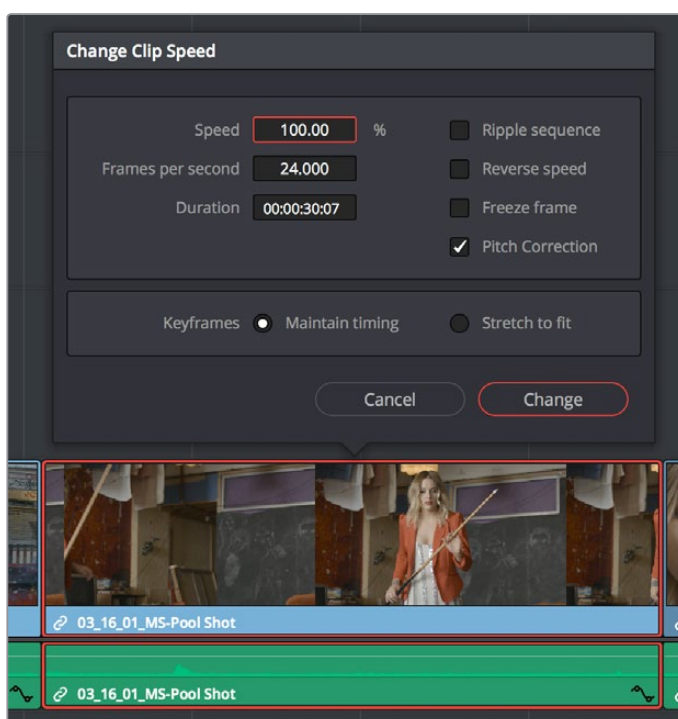 Change Clip Speed
Speed 100.00 % Ripple sequence
Frames per second 24.000 Reverse speed
Duration 00:00:30:07 Freeze frame
Pitch Correction
Keyframes Maintain timing Stretch to fit
Cancel Change
03_16_01_MS-Pool Shot
03_16_01_MS-Pool Shot